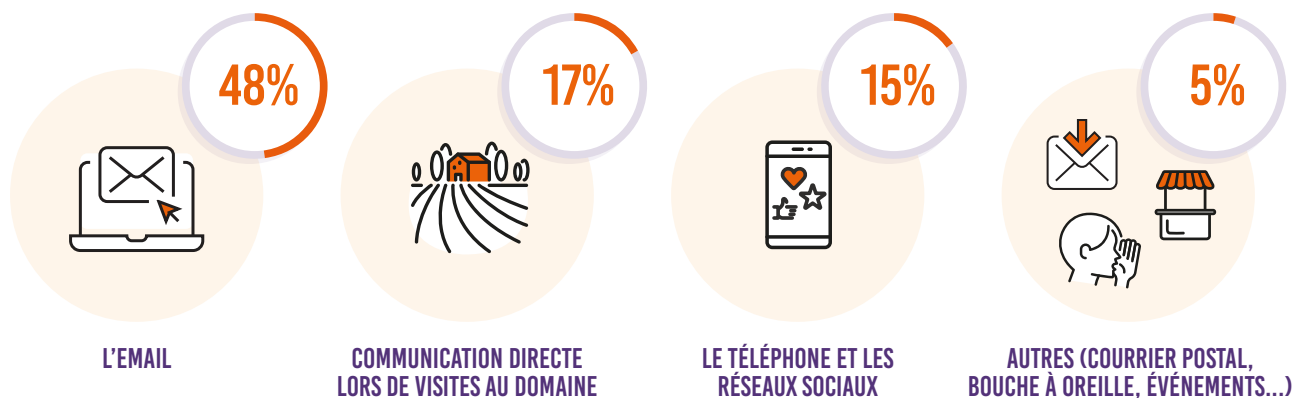 48%
17%
15%
5%
L'EMAIL
COMMUNICATION DIRECTE
LORS DE VISITES AU DOMAINE
LE TÉLÉPHONE ET LES
RÉSEAUX SOCIAUX
AUTRES (COURRIER POSTAL,
BOUCHE À OREILLE, ÉVÉNEMENTS...)